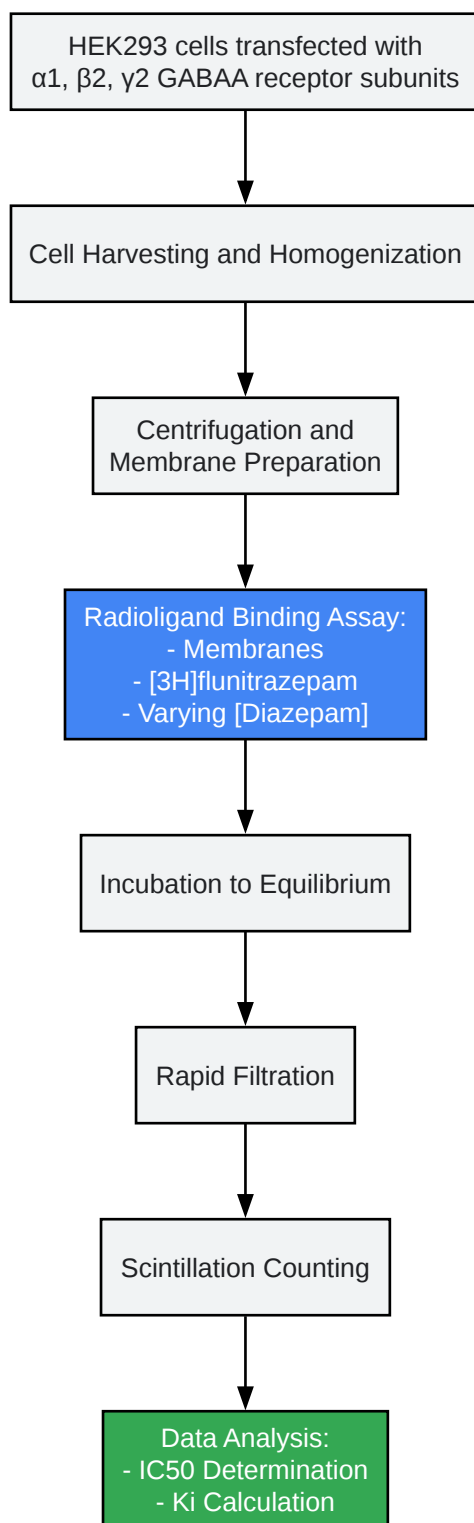 HEK293 cells transfected with
α1, β2, γ2 GABAA receptor subunits
Cell Harvesting and Homogenization
Centrifugation and
Membrane Preparation
Radioligand Binding Assay:
- Membranes
- [3H]flunitrazepam
- Varying [Diazepam]
Incubation to Equilibrium
Rapid Filtration
Scintillation Counting
Data Analysis:
- IC50 Determination
- Ki Calculation